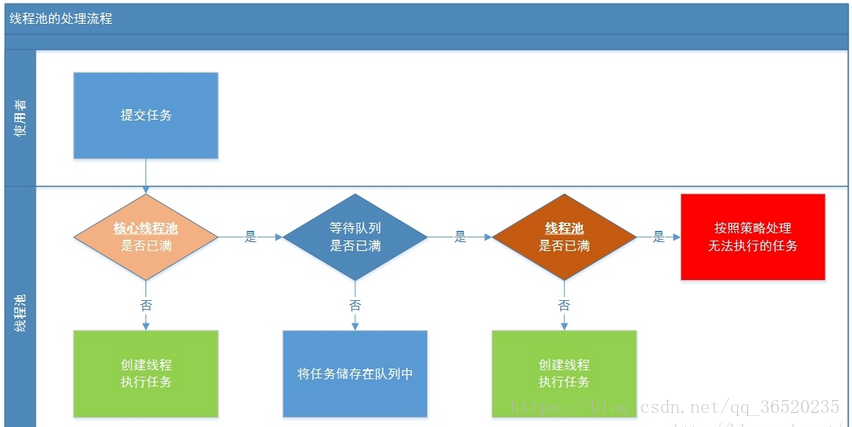 线程池的处理流程
使用者
提交任务
线程池
核心线程池
是否已满
是
等待队列
是否已满
是
线程池
是否已满
是
按照策略处理
无法执行的任务
否
否
否
创建线程
执行任务
将任务储存在队列中
创建线程
执行任务
https://blog.csdn.net/qq_36520235